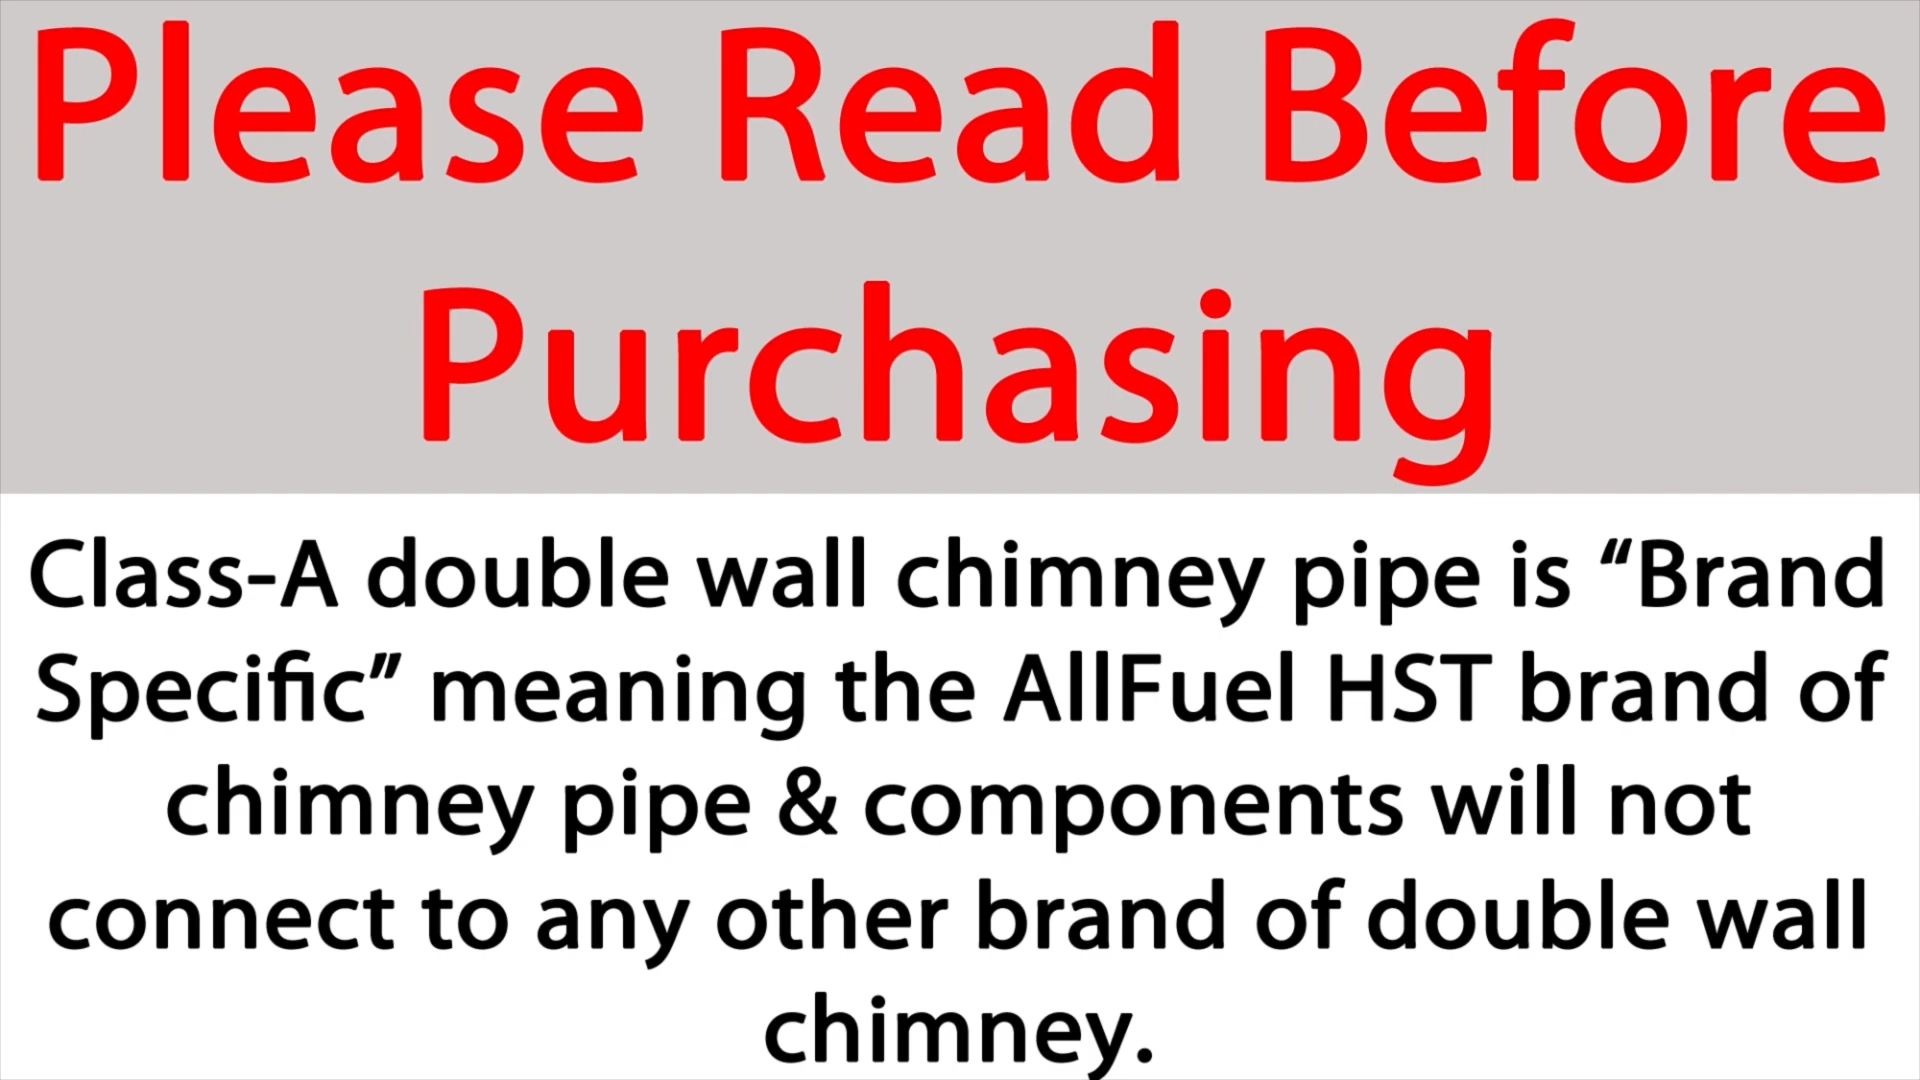 Please Read Before
Purchasing
Class-A double wall chimney pipe is “Brand
Specific” meaning the AllFuel HST brand of
chimney pipe & components will not
connect to any other brand of double wall
chimney.